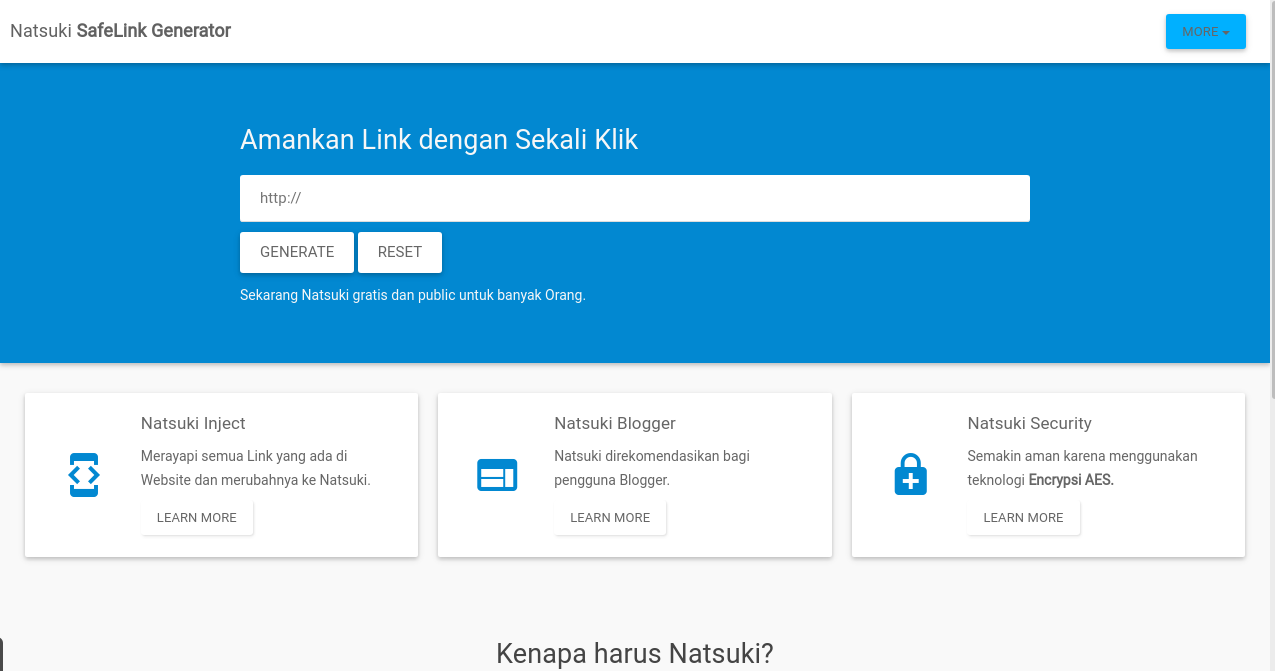 Natsuki SafeLink Generator
MORE
Amankan Link dengan Sekali Klik
http://
GENERATE
RESET
Sekarang Natsuki gratis dan public untuk banyak Orang.
Natsuki Inject
Merayapi semua Link yang ada di
Website dan merubahnya ke Natsuki.
LEARN MORE
Natsuki Blogger
Natsuki direkomendasikan bagi
pengguna Blogger.
LEARN MORE
Natsuki Security
Semakin aman karena menggunakan
teknologi Encrypsi AES.
LEARN MORE
Kenapa harus Natsuki?